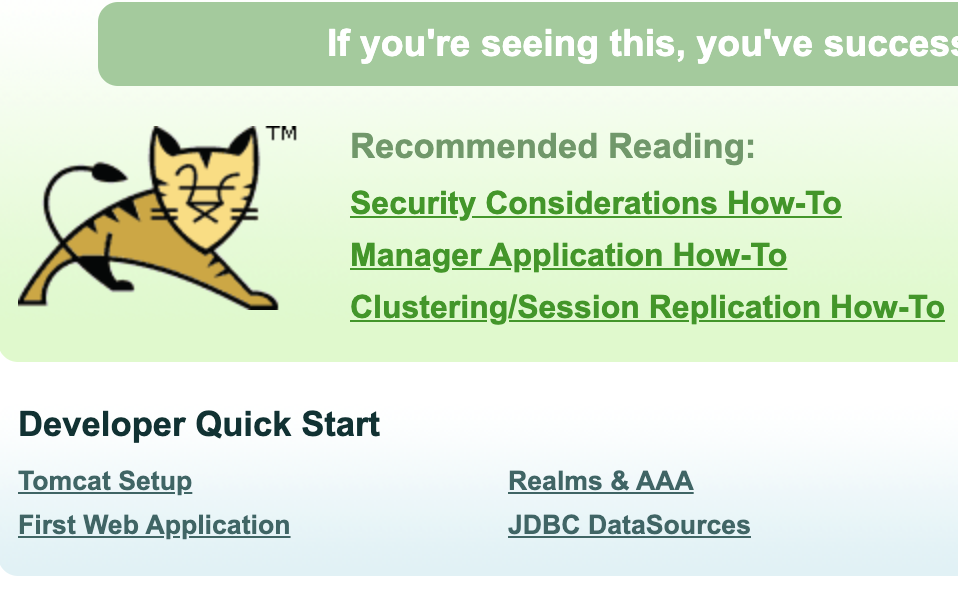 If you're seeing this, you've success
TM
Recommended Reading:
Security Considerations How-To
Manager Application How-To
Clustering/Session Replication How-To
Developer Quick Start
Tomcat Setup
Realms & AAA
First Web Application
JDBC DataSources